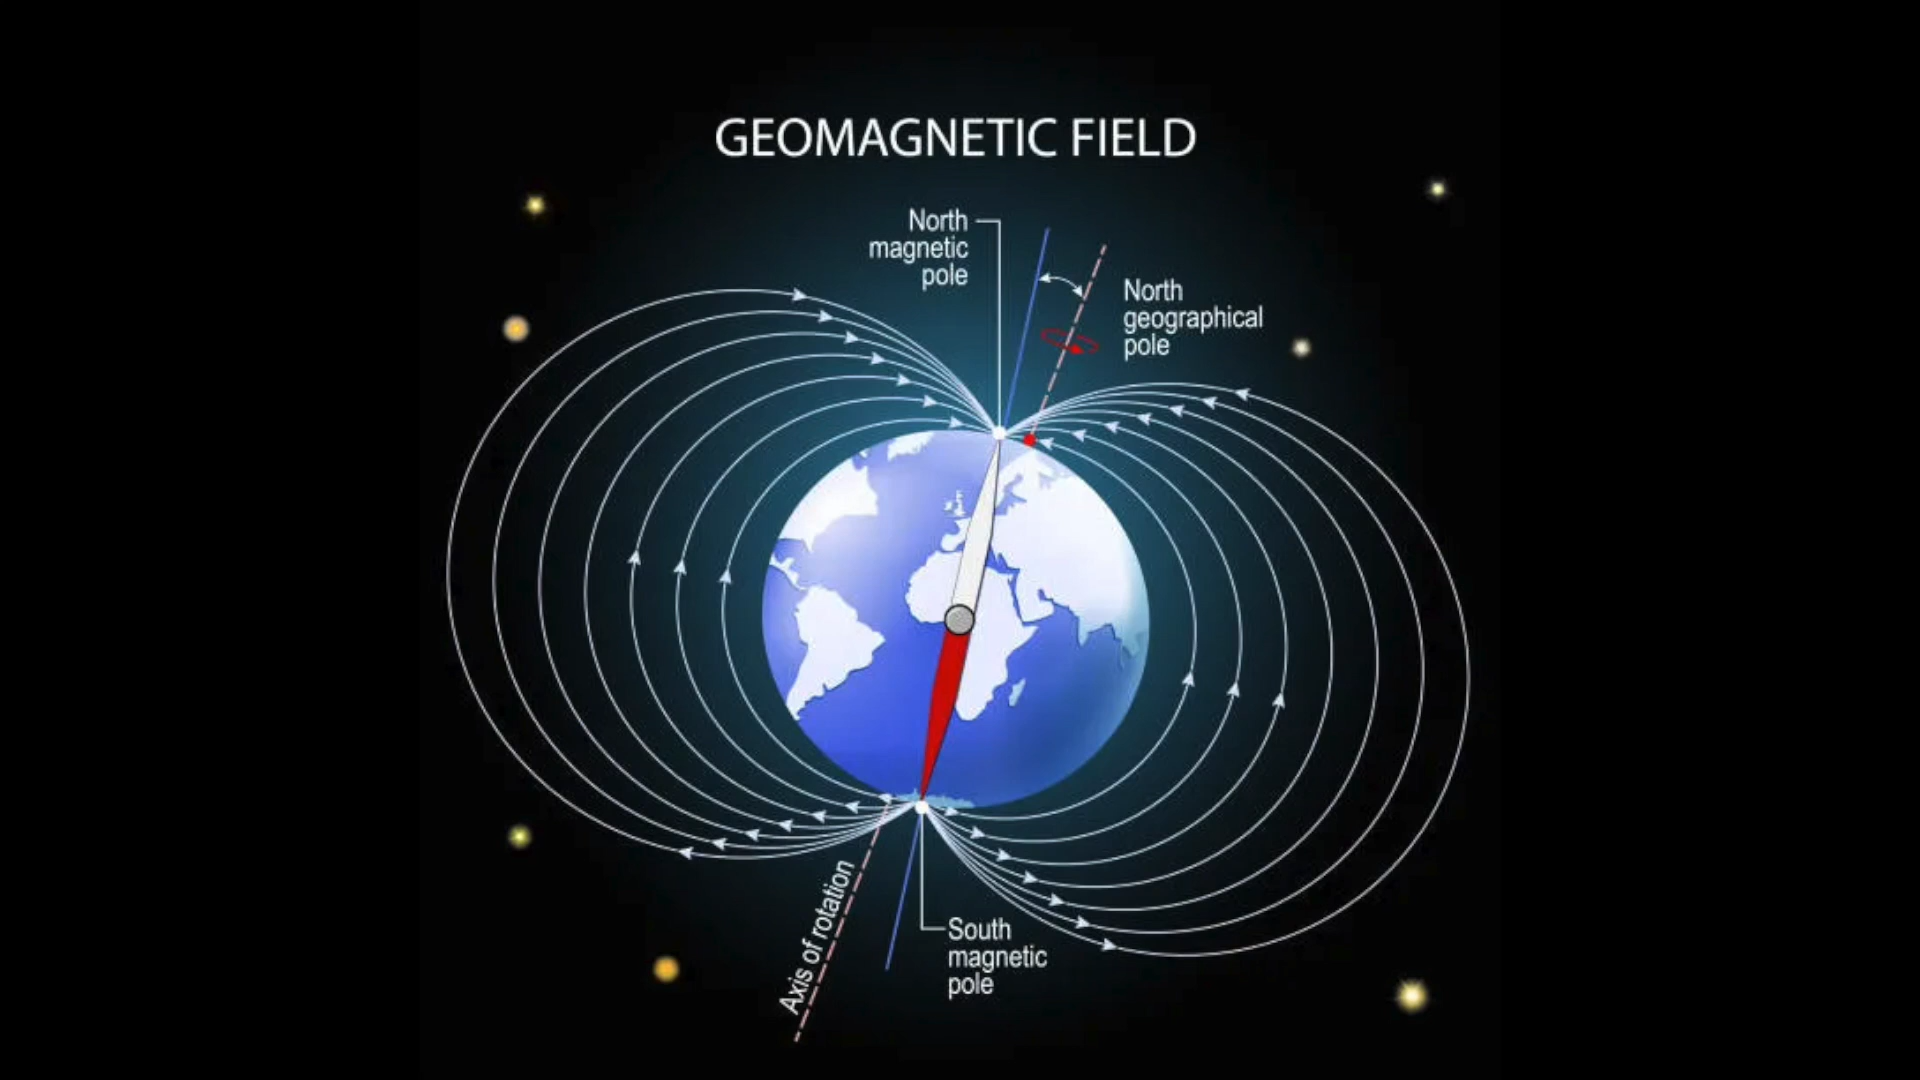 GEOMAGNETIC FIELD
North
magnetic
pole
North
geographical
pole
Axis of rotation
South
magnetic
pole